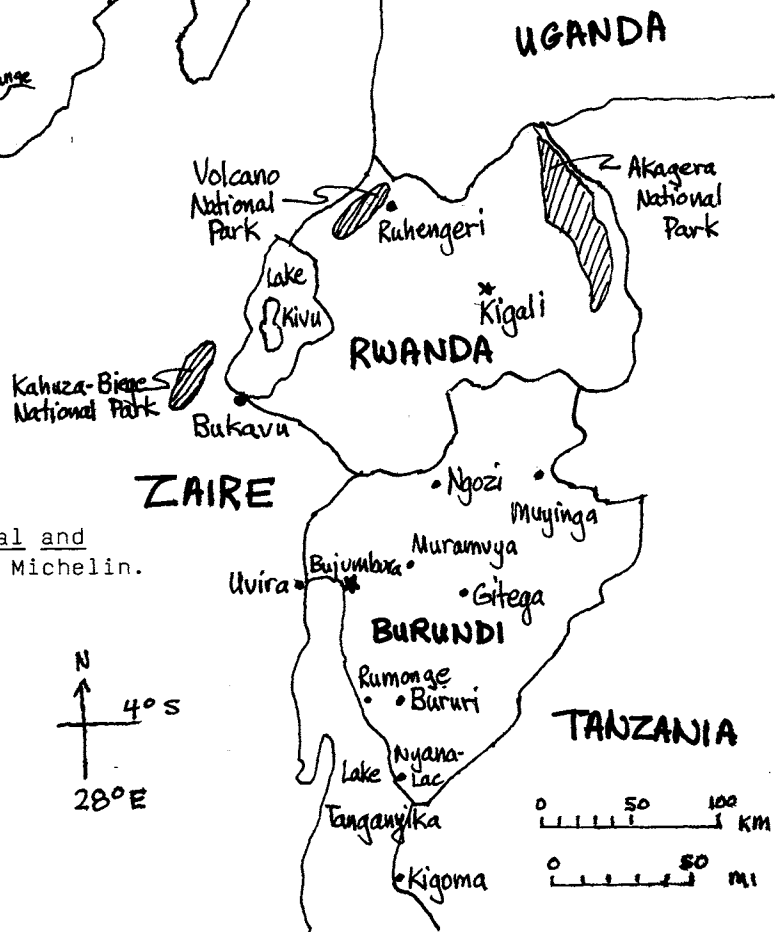 UGANDA
Volcano
National
Park
Akagera
National
Park
Ruhengeri
Lake
Kivu
Kigali
RWANDA
Kahuza-Biege
National Park
Bukavu
ZAIRE
Ngozi
Muyinga
al and
Michelin.
Muramvya
Bujumbura
Uvira
Gitega
BURUNDI
N
4° S
28° E
Rumonge
Bururi
TANZANIA
Nyana-
Lac
Lake
Tanganyika
0 50 100 KM
Kigoma
0 50 MI